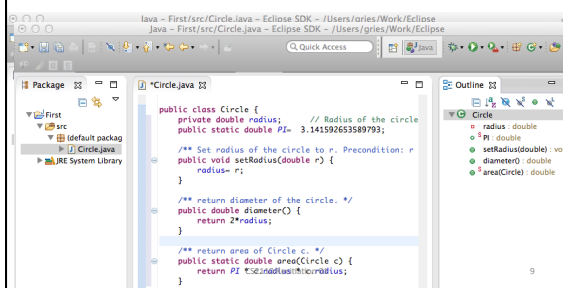 Java – First/src/Circle.java – Eclipse SDK – /Users/gries/Work/Eclipse
Java – First/src/Circle.java – Eclipse SDK – /Users/gries/Work/Eclipse
Quick Access
Java
Package
First
src
(default packag
Circle.java
JRE System Library
*Circle.java
public class Circle {
private double radius; // Radius of the circle
public static double PI= 3.141592653589793;
/** Set radius of the circle to r. Precondition: r
public void setRadius(double r) {
radius= r;
}
/** return diameter of the circle. */
public double diameter() {
return 2*radius;
}
/** return area of Circle c. */
public static double area(Circle c) {
return PI * c.radius * c.radius;
}
Outline
Circle
radius : double
S PI : double
setRadius(double) : vo
diameter() : double
S area(Circle) : double
9